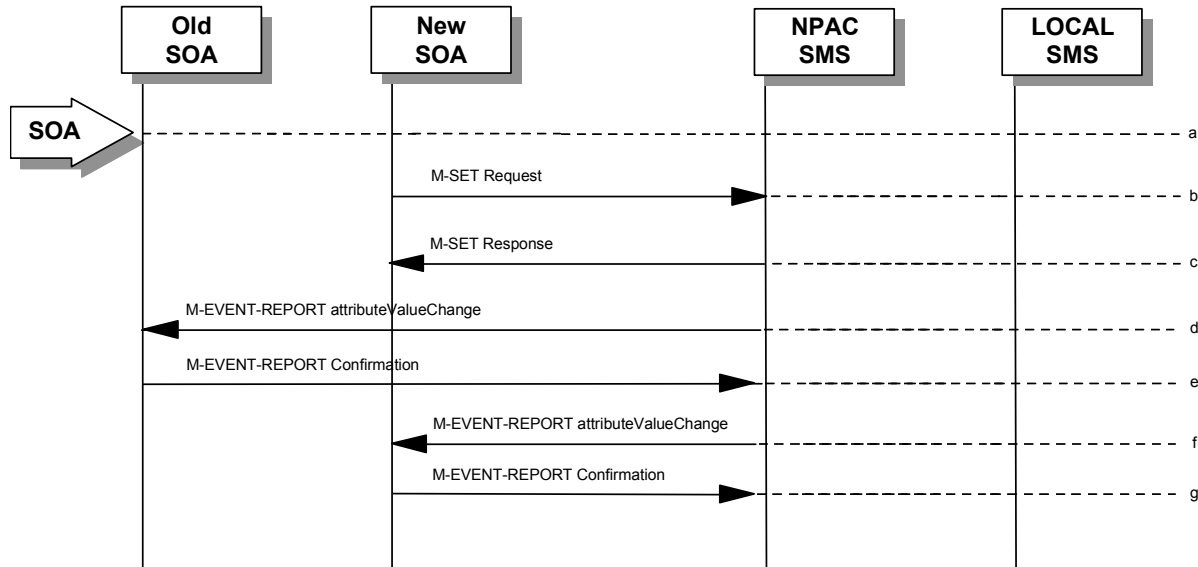 Old
SOA
New
SOA
NPAC
SMS
LOCAL
SMS
SOA
a
M-SET Request
b
M-SET Response
c
M-EVENT-REPORT attributeValueChange
d
M-EVENT-REPORT Confirmation
e
M-EVENT-REPORT attributeValueChange
f
M-EVENT-REPORT Confirmation
g